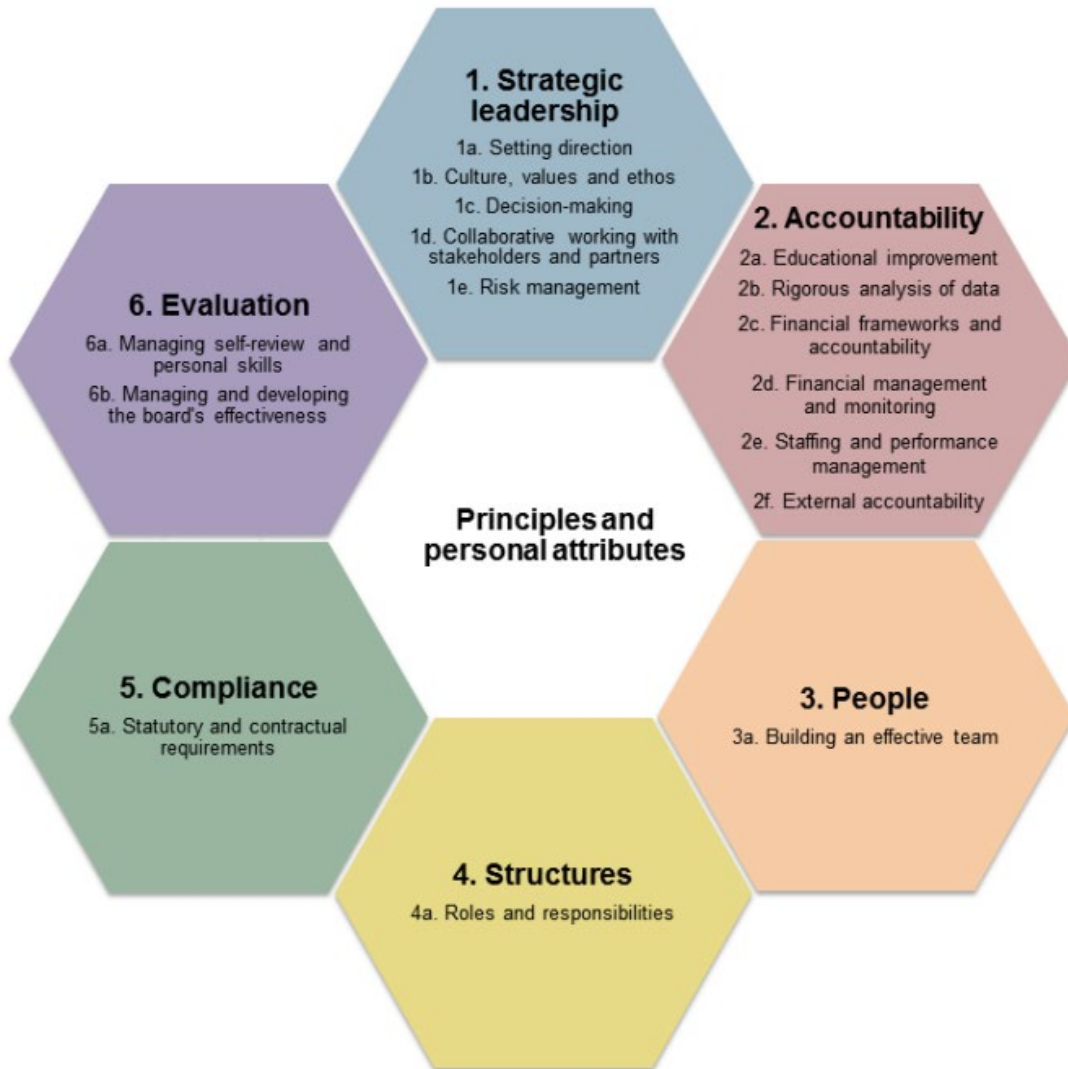 1. Strategic
leadership
1a. Setting direction
1b. Culture, values and ethos
1c. Decision-making
1d. Collaborative working with
stakeholders and partners
1e. Risk management
2. Accountability
2a. Educational improvement
2b. Rigorous analysis of data
2c. Financial frameworks and
accountability
2d. Financial management
and monitoring
2e. Staffing and performance
management
2f. External accountability
3. People
3a. Building an effective team
4. Structures
4a. Roles and responsibilities
5. Compliance
5a. Statutory and contractual
requirements
6. Evaluation
6a. Managing self-review and
personal skills
6b. Managing and developing
the board's effectiveness
Principles and
personal attributes